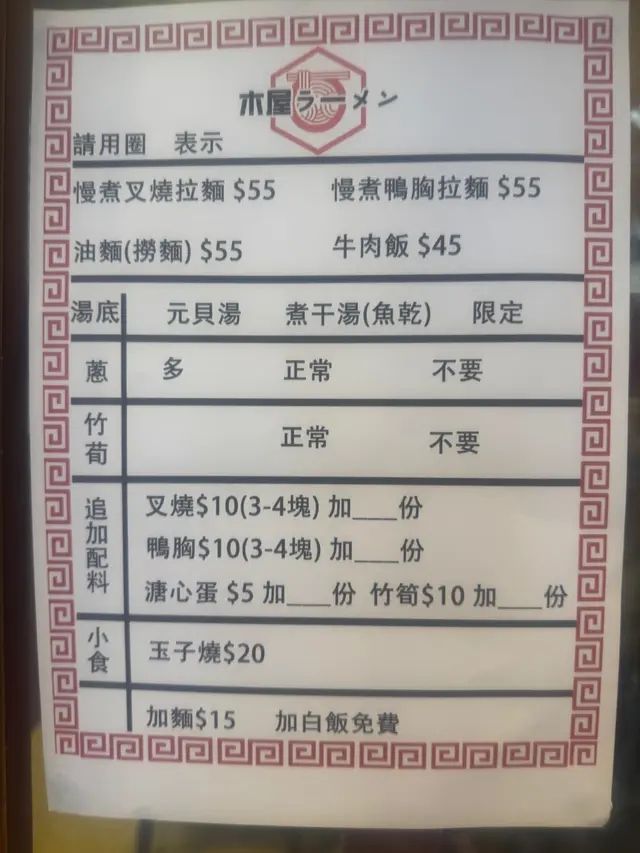 木屋ラーメン
請用圈 表示
慢煮叉燒拉麵 $55 慢煮鴨胸拉麵 $55
油麵(撈麵) $55 牛肉飯 $45
湯底 元貝湯 煮干湯(魚乾) 限定
蔥 多 正常 不要
竹荀 正常 不要
追加配料
叉燒$10(3-4塊) 加___份
鴨胸$10(3-4塊) 加___份
溏心蛋 $5 加___份 竹筍$10 加___份
小食 玉子燒$20
加麵$15 加白飯免費